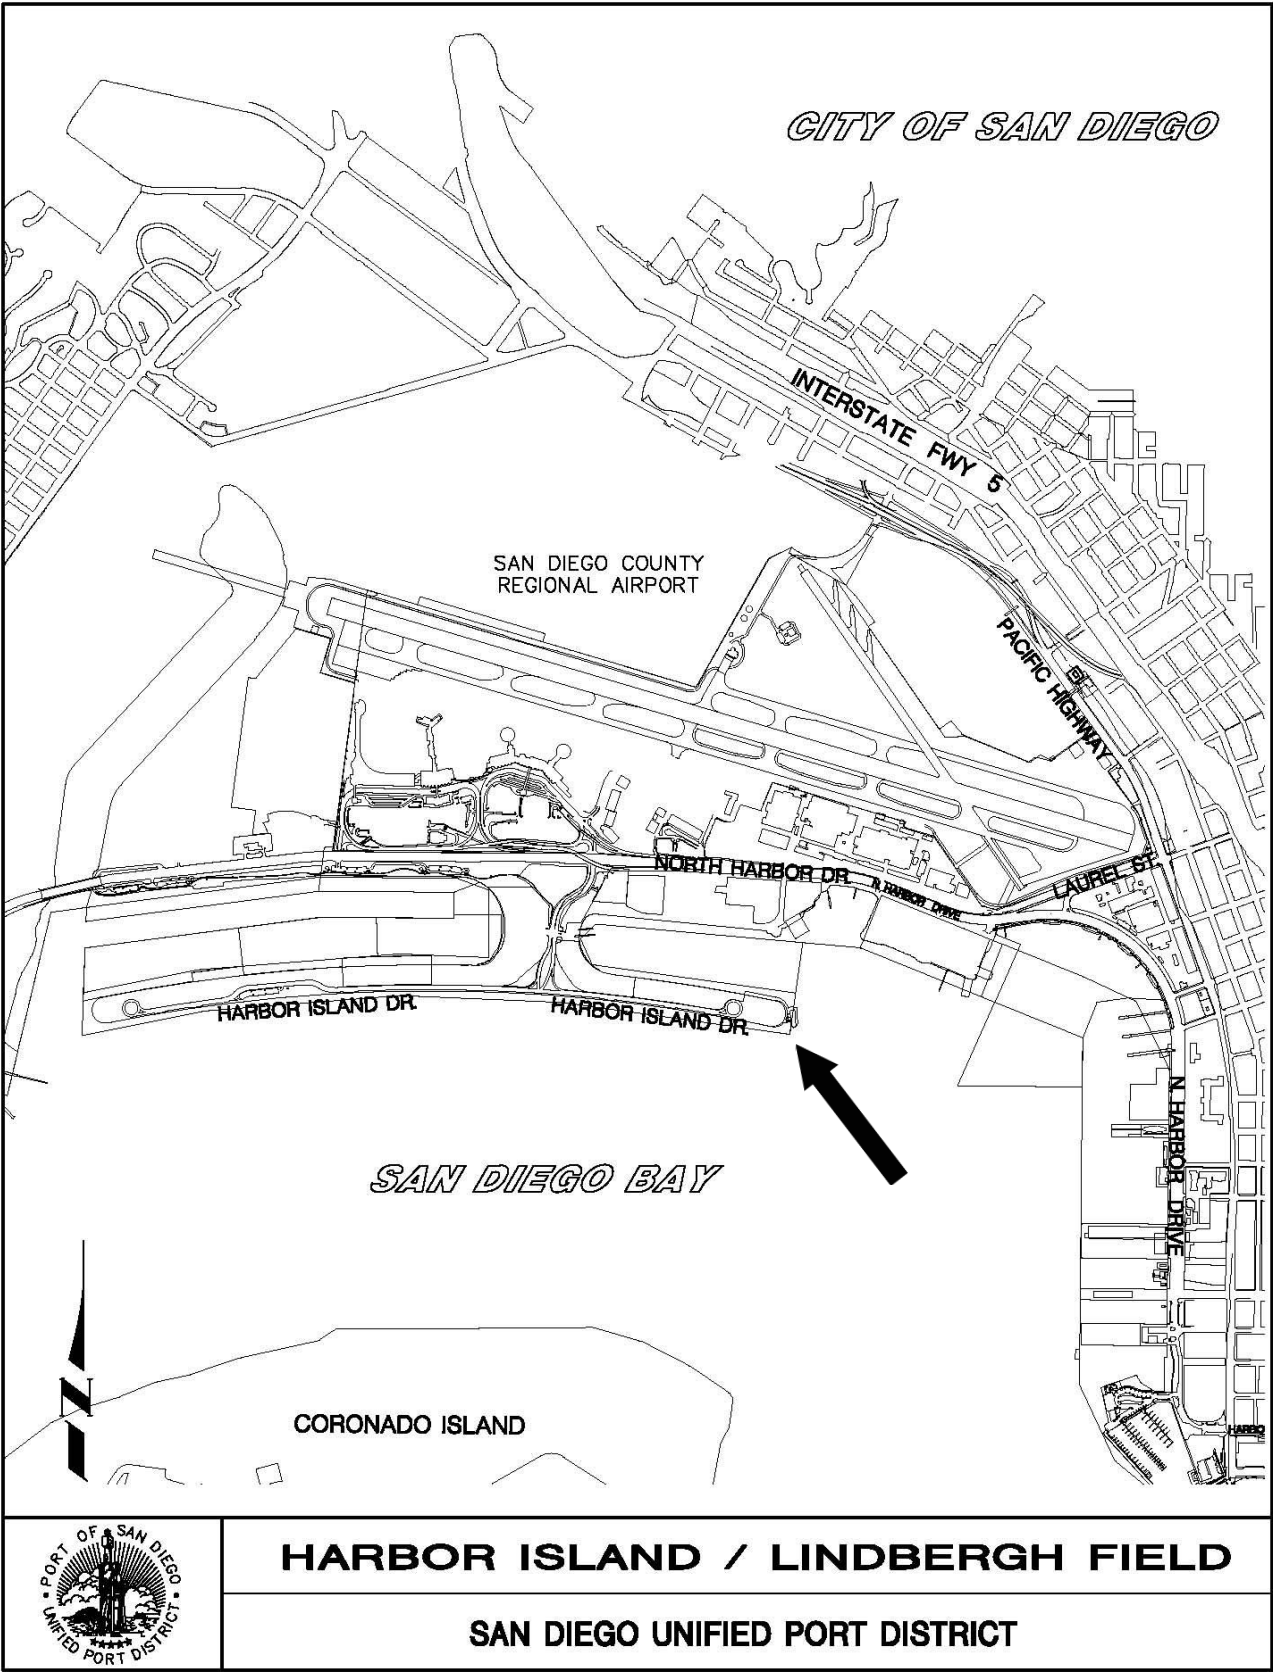 CITY OF SAN DIEGO
INTERSTATE FWY 5
SAN DIEGO COUNTY
REGIONAL AIRPORT
PACIFIC HIGHWAY
NORTH HARBOR DR.
N. HARBOR DRIVE
LAUREL ST.
HARBOR ISLAND DR.
HARBOR ISLAND DR.
N. HARBOR DRIVE
SAN DIEGO BAY
N
CORONADO ISLAND
HARBO
PORT OF SAN DIEGO
UNIFIED PORT DISTRICT
HARBOR ISLAND / LINDBERGH FIELD
SAN DIEGO UNIFIED PORT DISTRICT